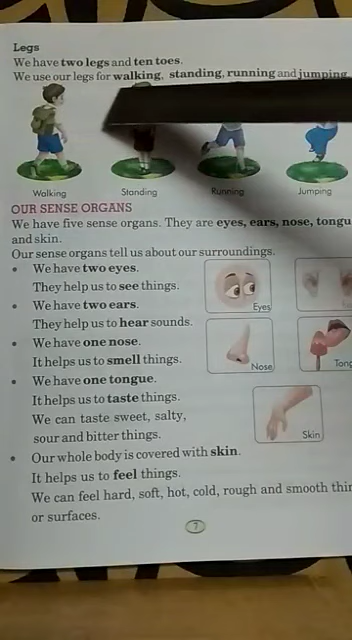 Legs
We have two legs and ten toes.
We use our legs for walking, standing, running and jumping.
Walking
Standing
Running
Jumping
OUR SENSE ORGANS
We have five sense organs. They are eyes, ears, nose,
and skin.
Our sense organs tell us about our surroundings.
• We have two eyes.
They help us to see things.
Eyes
• We have two ears.
They help us to hear sounds.
• We have one nose.
It helps us to smell things.
Nose
• We have one tongue.
It helps us to taste things.
We can taste sweet, salty,
sour and bitter things.
Skin
• Our whole body is covered with skin.
It helps us to feel things.
We can feel hard, soft, hot, cold, rough and smooth
or surfaces.
7